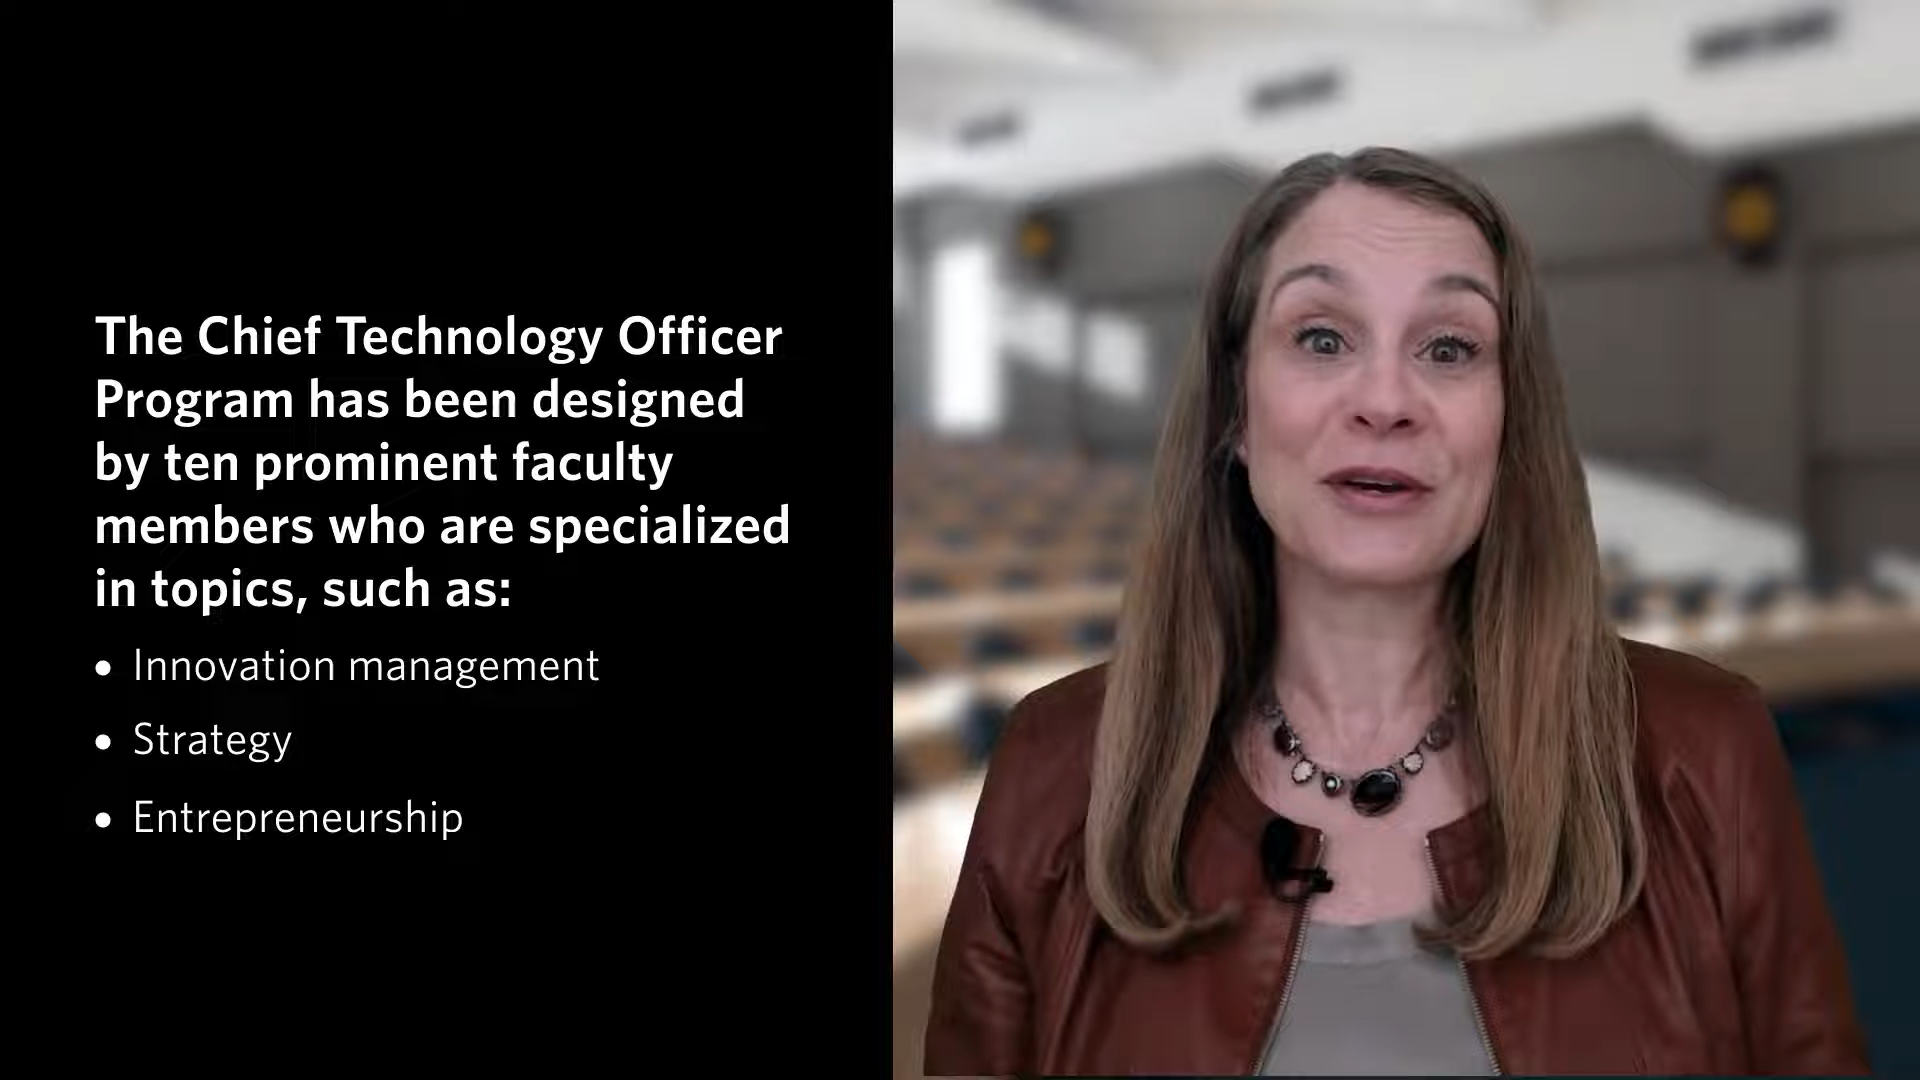 The Chief Technology Officer
Program has been designed
by ten prominent faculty
members who are specialized
in topics, such as:
• Innovation management
• Strategy
• Entrepreneurship